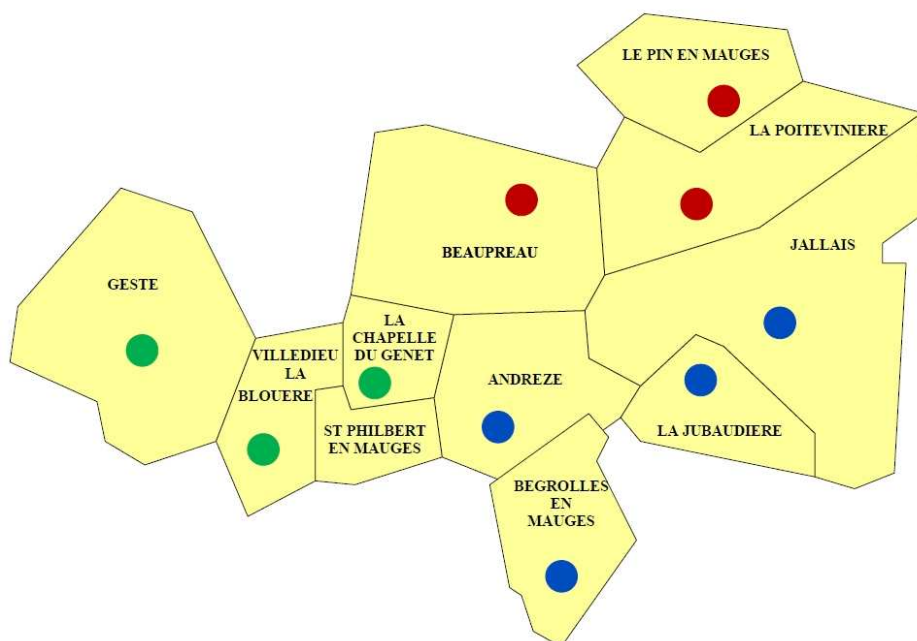 LE PIN EN MAUGES
LA POITEVINIERE
JALLAIS
BEAUPREAU
GESTE
LA
CHAPELLE
DU GENET
VILLEDIEU
LA
BLOUERE
ANDREZE
ST PHILBERT
EN MAUGES
LA JUBAUDIERE
BEGROLLES
EN
MAUGES